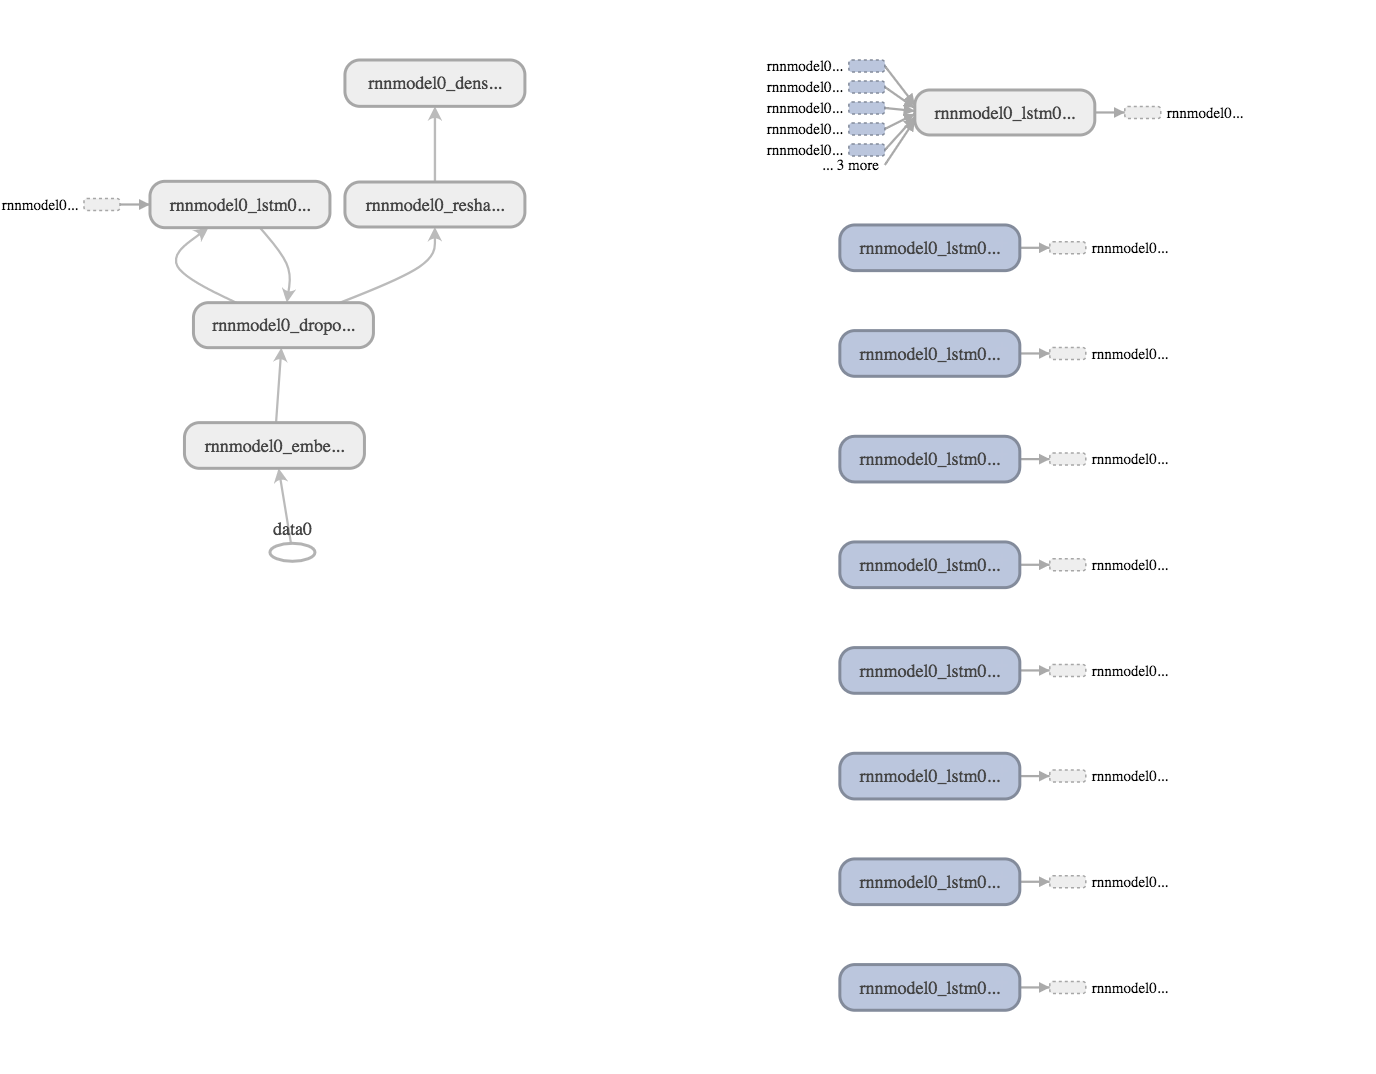 rnnmodel0_dens...
rnnmodel0...
rnnmodel0_lstm0...
rnnmodel0_resha...
rnnmodel0_dropo...
rnnmodel0_embe...
data0
rnnmodel0...
rnnmodel0...
rnnmodel0...
rnnmodel0...
rnnmodel0...
... 3 more
rnnmodel0_lstm0...
rnnmodel0...
rnnmodel0_lstm0...
rnnmodel0...
rnnmodel0_lstm0...
rnnmodel0...
rnnmodel0_lstm0...
rnnmodel0...
rnnmodel0_lstm0...
rnnmodel0...
rnnmodel0_lstm0...
rnnmodel0...
rnnmodel0_lstm0...
rnnmodel0...
rnnmodel0_lstm0...
rnnmodel0...
rnnmodel0_lstm0...
rnnmodel0...